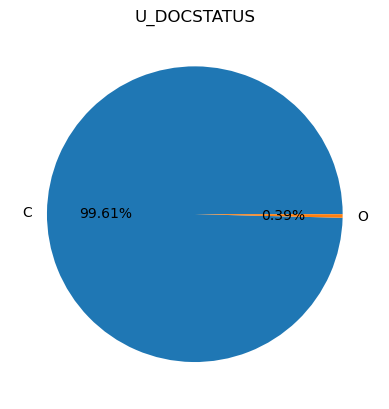 U_DOCSTATUS
C
99.61%
0.39%
O